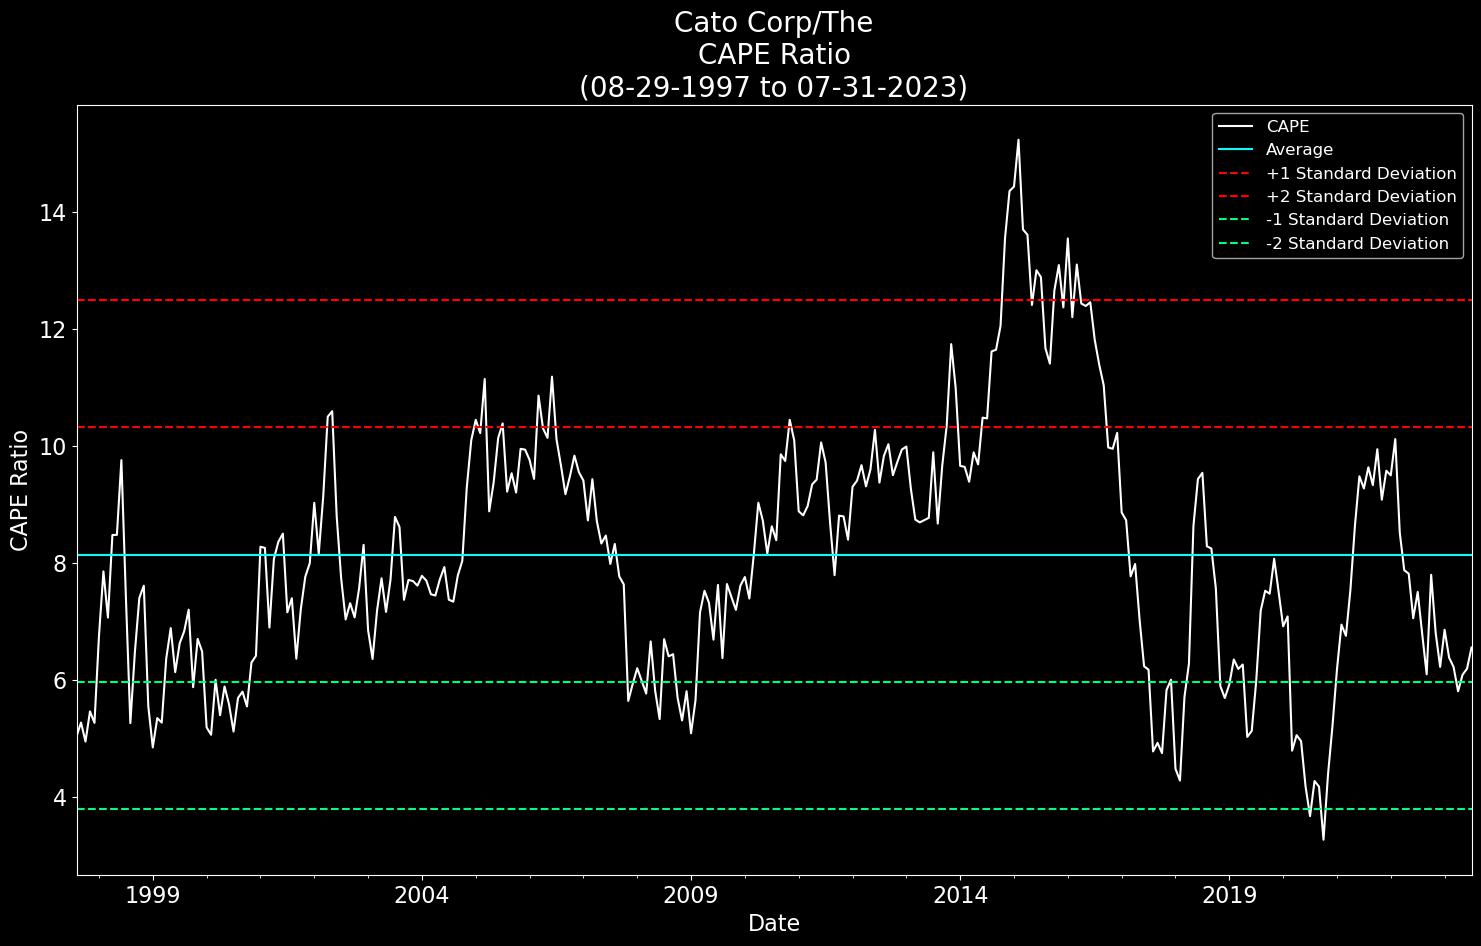 Cato Corp/The
CAPE Ratio
(08-29-1997 to 07-31-2023)
CAPE
Average
+1 Standard Deviation
+2 Standard Deviation
-1 Standard Deviation
-2 Standard Deviation
14
12
10
8
6
4
CAPE Ratio
1999
2004
2009
2014
2019
Date